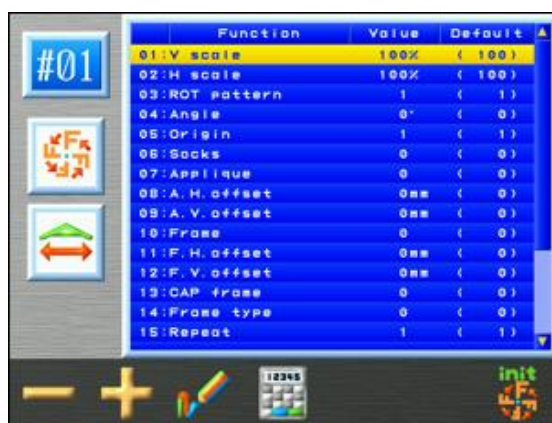 #01
Function Value Default
01:V scale 100% ( 100)
02:H scale 100% ( 100)
03:ROT pattern 1 ( 1)
04:Angle 0° ( 0)
05:Origin 1 ( 1)
06:Socks 0 ( 0)
07:Applique 0 ( 0)
08:A.H.offset 0mm ( 0)
09:A.V.offset 0mm ( 0)
10:Frame 0 ( 0)
11:F.H.offset 0mm ( 0)
12:F.V.offset 0mm ( 0)
13:CAP frame 0 ( 0)
14:Frame type 0 ( 0)
15:Repeat 1 ( 1)
12345
init